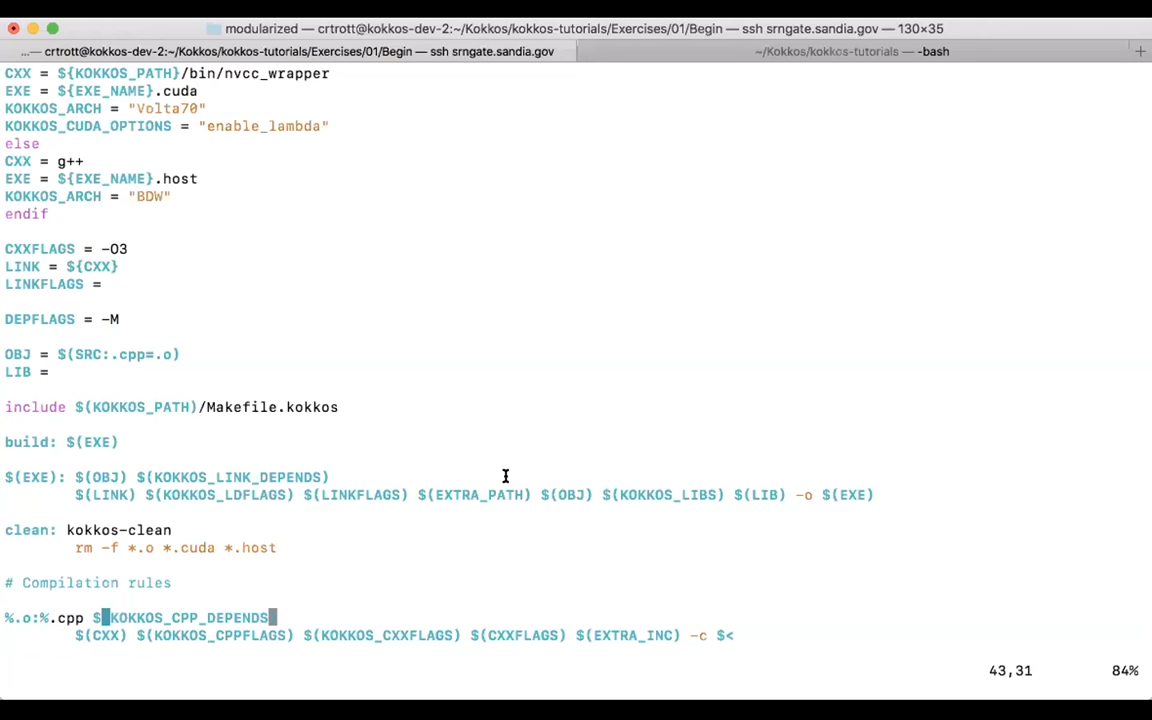 modularized — crtrott@kokkos-dev-2:~/Kokkos/kokkos-tutorials/Exercises/01/Begin — ssh srngate.sandia.gov — 130×35
...— crtrott@kokkos-dev-2:~/Kokkos/kokkos-tutorials/Exercises/01/Begin — ssh srngate.sandia.gov
~/Kokkos/kokkos-tutorials — -bash
+
CXX = ${KOKKOS_PATH}/bin/nvcc_wrapper
EXE = ${EXE_NAME}.cuda
KOKKOS_ARCH = "Volta70"
KOKKOS_CUDA_OPTIONS = "enable_lambda"
else
CXX = g++
EXE = ${EXE_NAME}.host
KOKKOS_ARCH = "BDW"
endif
CXXFLAGS = -O3
LINK = ${CXX}
LINKFLAGS =
DEPFLAGS = -M
OBJ = $(SRC:.cpp=.o)
LIB =
include $(KOKKOS_PATH)/Makefile.kokkos
build: $(EXE)
$(EXE): $(OBJ) $(KOKKOS_LINK_DEPENDS)
        $(LINK) $(KOKKOS_LDFLAGS) $(LINKFLAGS) $(EXTRA_PATH) $(OBJ) $(KOKKOS_LIBS) $(LIB) -o $(EXE)
clean: kokkos-clean
        rm -f *.o *.cuda *.host
# Compilation rules
%.o:%.cpp $(KOKKOS_CPP_DEPENDS)
        $(CXX) $(KOKKOS_CPPFLAGS) $(KOKKOS_CXXFLAGS) $(CXXFLAGS) $(EXTRA_INC) -c $<
43,31 84%